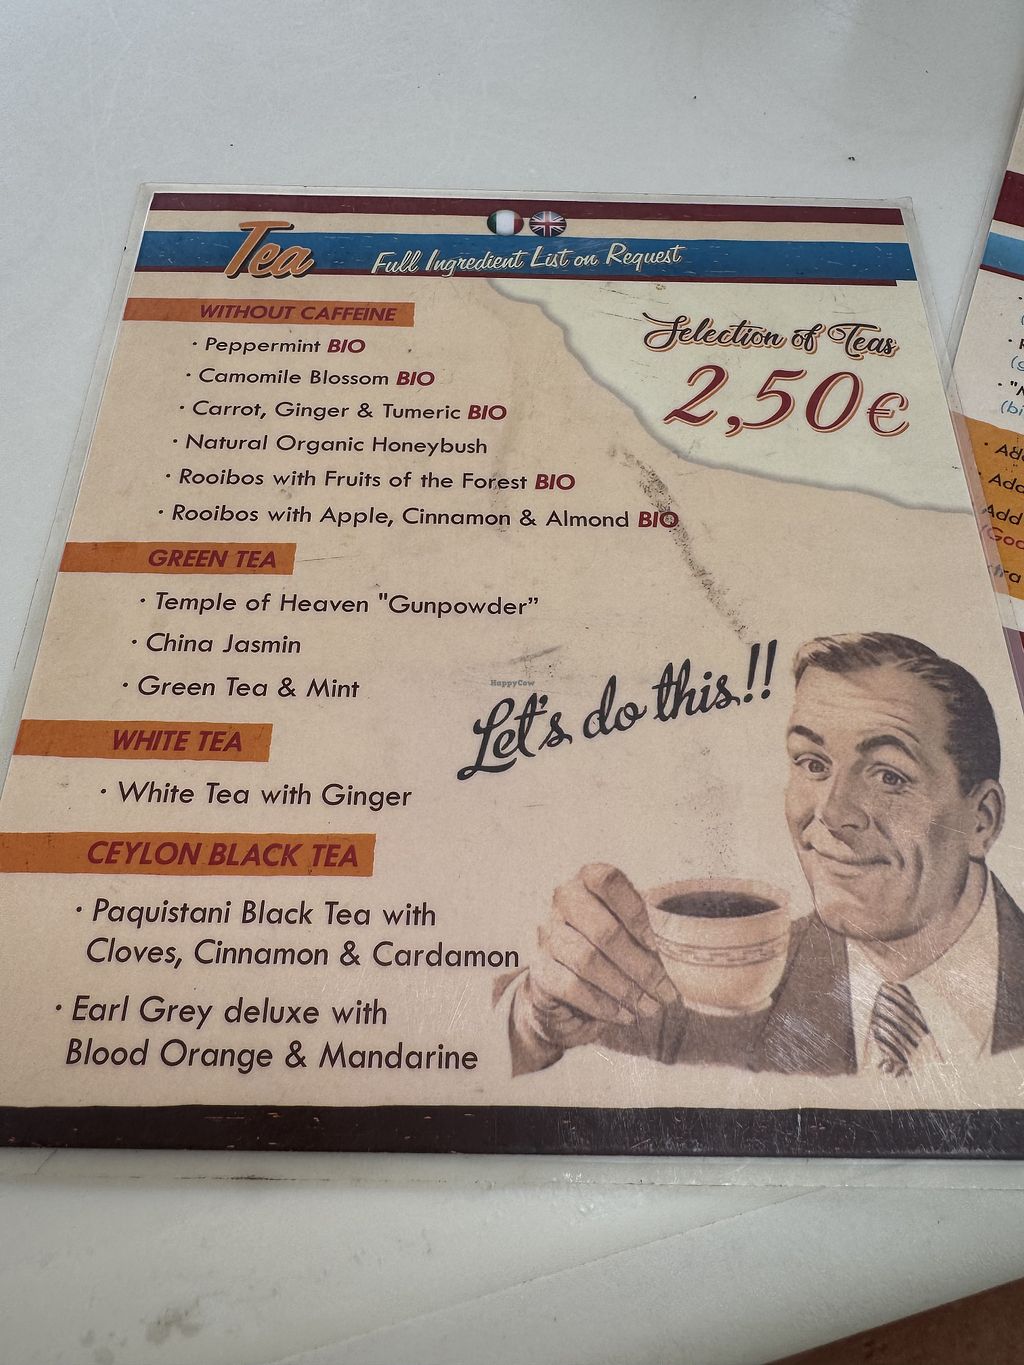 Tea
Full Ingredient List on Request
Selection of Teas
2,50€
WITHOUT CAFFEINE
· Peppermint BIO
· Camomile Blossom BIO
· Carrot, Ginger & Tumeric BIO
· Natural Organic Honeybush
· Rooibos with Fruits of the Forest BIO
· Rooibos with Apple, Cinnamon & Almond BIO
GREEN TEA
· Temple of Heaven "Gunpowder”
· China Jasmin
· Green Tea & Mint
WHITE TEA
· White Tea with Ginger
CEYLON BLACK TEA
· Paquistani Black Tea with
Cloves, Cinnamon & Cardamon
· Earl Grey deluxe with
Blood Orange & Mandarine
HappyCow
Let's do this!!
Add